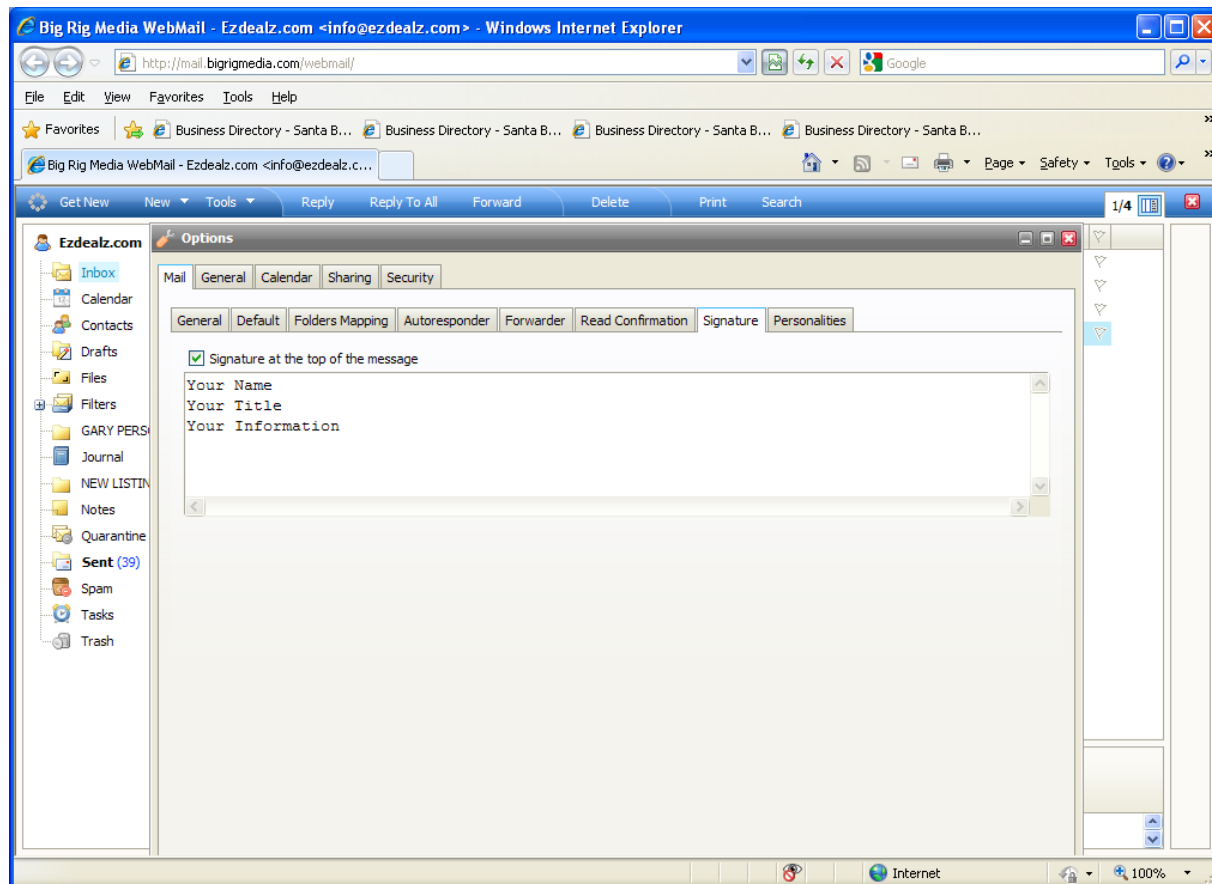 Big Rig Media WebMail - Ezdealz.com <info@ezdealz.com> - Windows Internet Explorer
http://mail.bigrigmedia.com/webmail/
Google
File Edit View Favorites Tools Help
Favorites Business Directory - Santa B... Business Directory - Santa B... Business Directory - Santa B... Business Directory - Santa B...
Big Rig Media WebMail - Ezdealz.com <info@ezdealz.c... Page Safety Tools
Get New New Tools Reply Reply To All Forward Delete Print Search 1/4
Ezdealz.com
Inbox
Calendar
Contacts
Drafts
Files
Filters
GARY PERS
Journal
NEW LISTIN
Notes
Quarantine
Sent (39)
Spam
Tasks
Trash
Options
Mail General Calendar Sharing Security
General Default Folders Mapping Autoresponder Forwarder Read Confirmation Signature Personalities
Signature at the top of the message
Your Name
Your Title
Your Information
Internet 100%